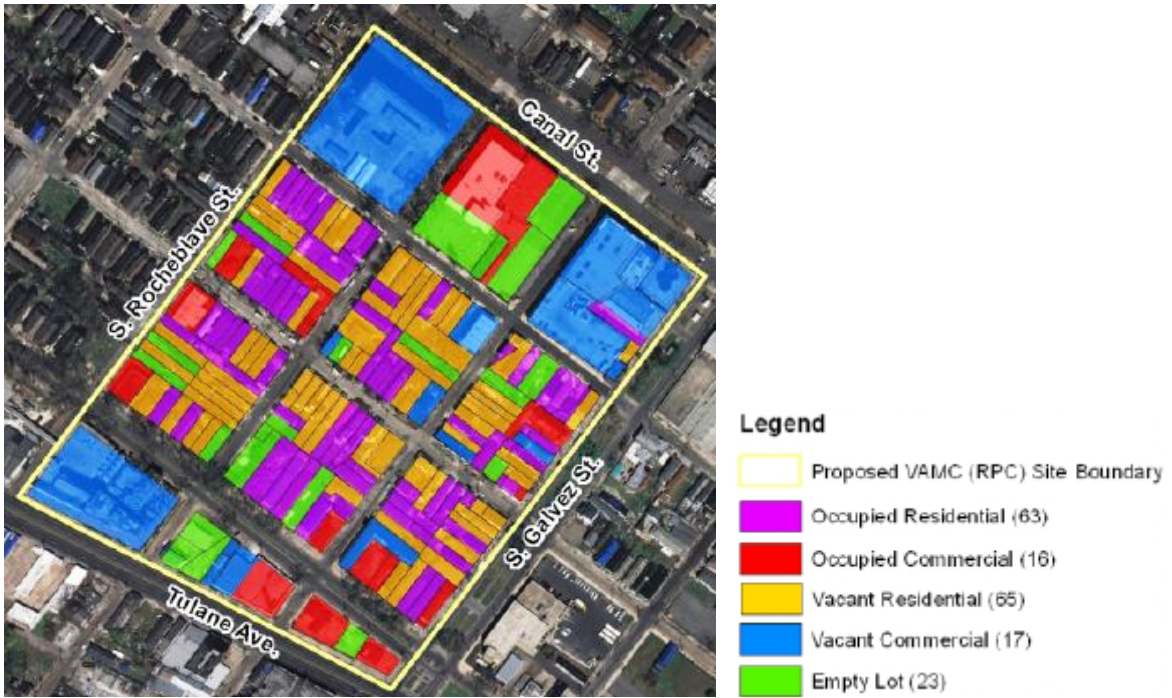 Canal St.
S. Rocheblave St.
S. Galvez St.
Tulane Ave.
Legend
Proposed VAMC (RPC) Site Boundary
Occupied Residential (63)
Occupied Commercial (16)
Vacant Residential (65)
Vacant Commercial (17)
Empty Lot (23)